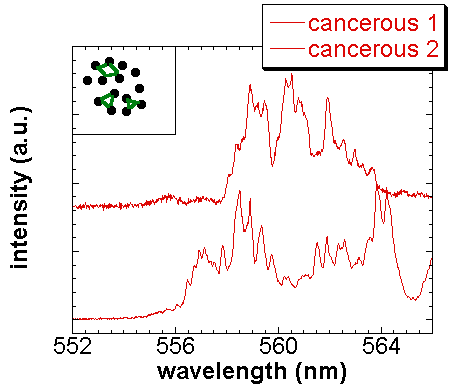 cancerous 1
cancerous 2
intensity (a.u.)
552 556 560 564
wavelength (nm)